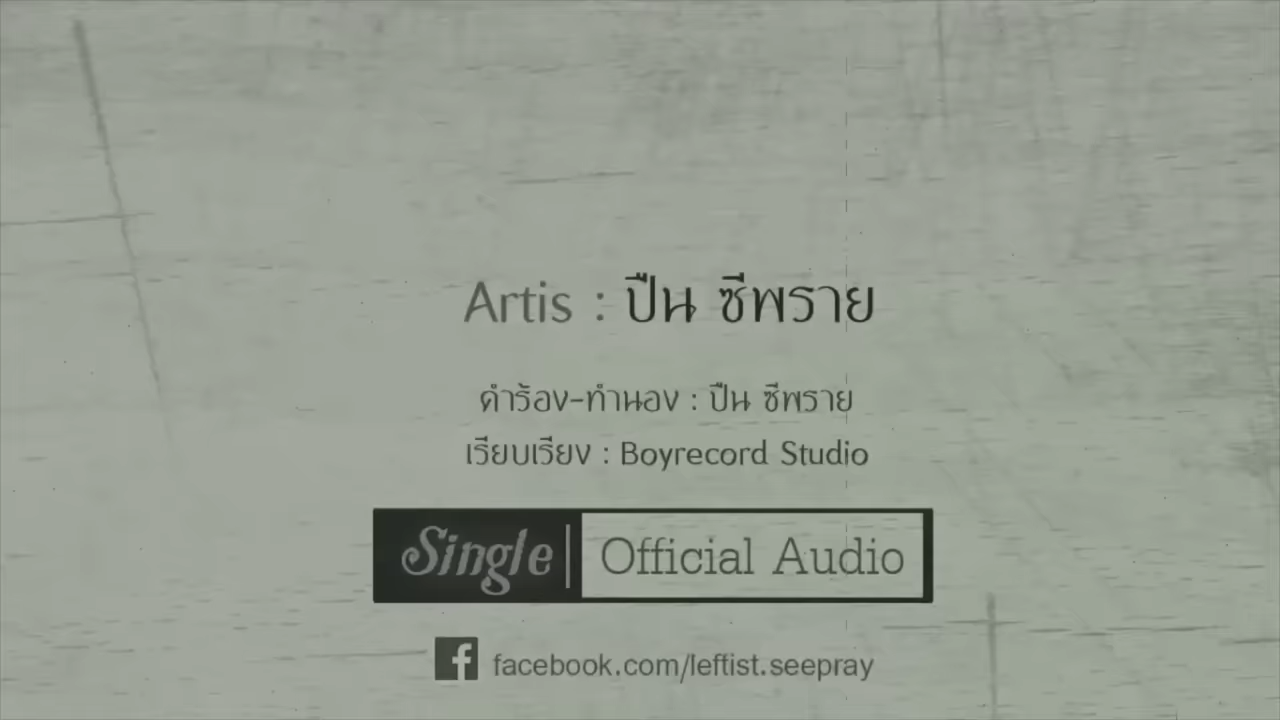 Artis : ปืน ซีพราย
คำร้อง-ทำนอง : ปืน ซีพราย
เรียบเรียง : Boyrecord Studio
Single | Official Audio
facebook.com/leftist.seepray